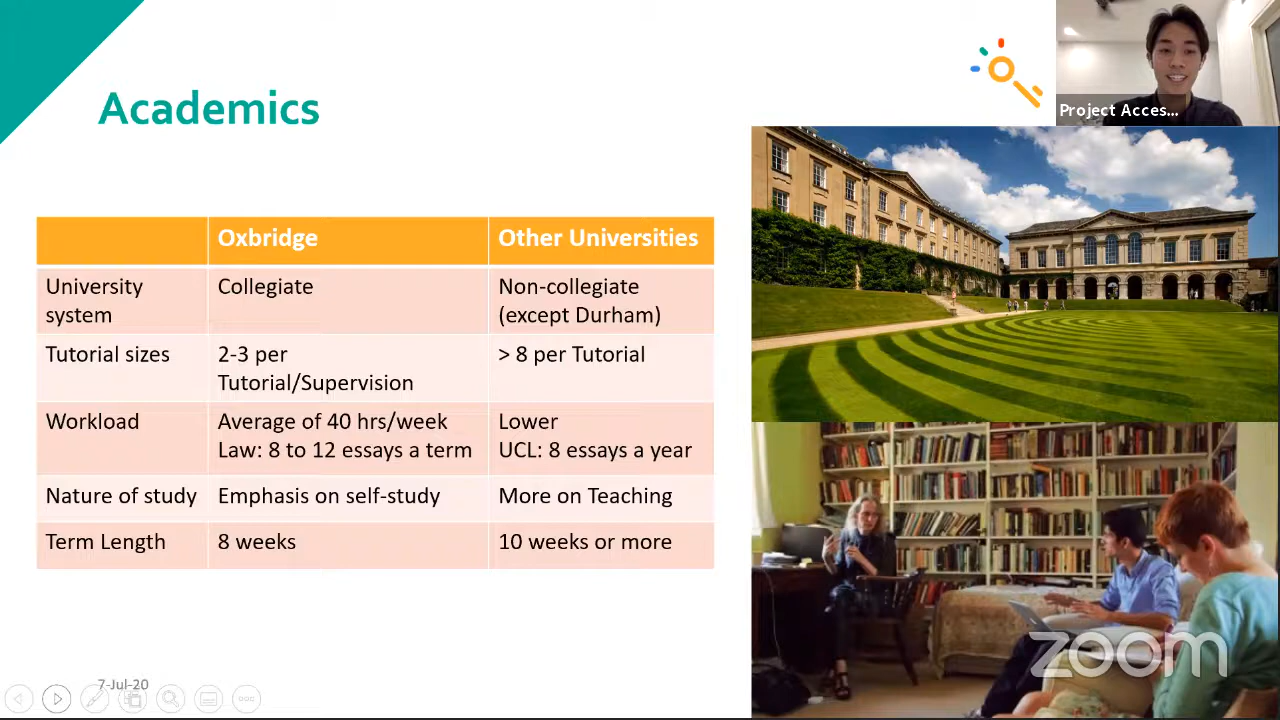 Academics
Project Acces...
Oxbridge
Other Universities
University
system
Collegiate
Non-collegiate
(except Durham)
Tutorial sizes
2-3 per
Tutorial/Supervision
> 8 per Tutorial
Workload
Average of 40 hrs/week
Law: 8 to 12 essays a term
Lower
UCL: 8 essays a year
Nature of study
Emphasis on self-study
More on Teaching
Term Length
8 weeks
10 weeks or more
zoom
7-Jul-20